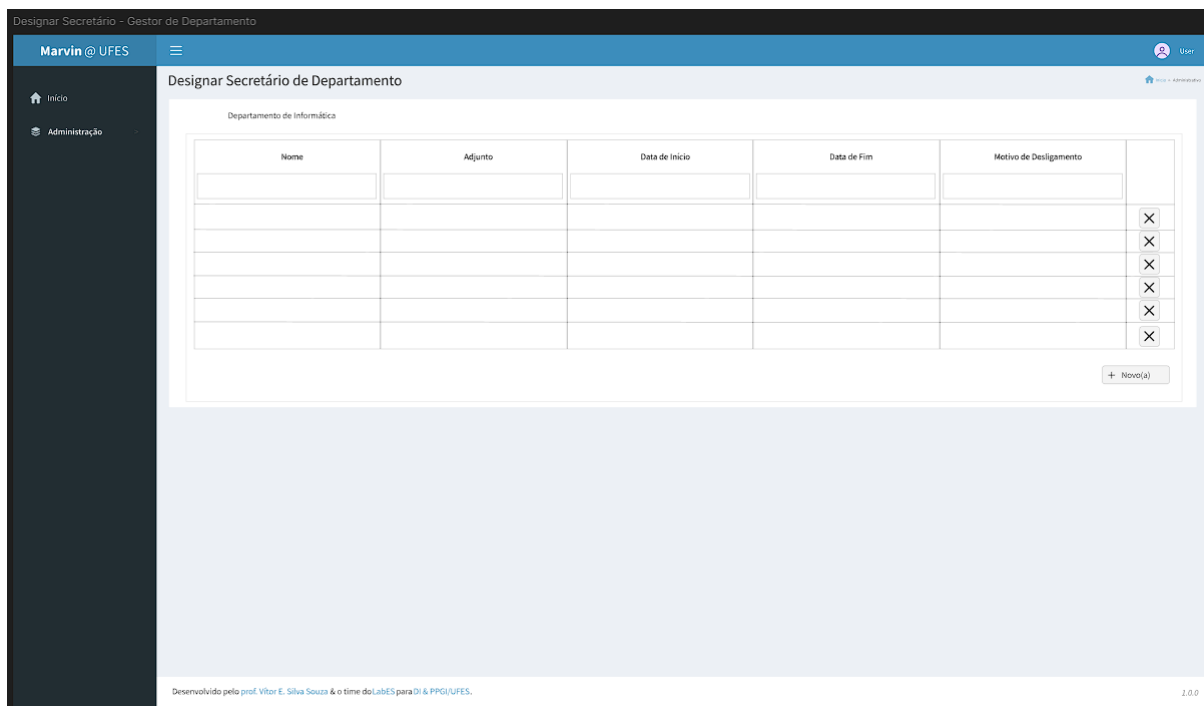 Designar Secretário - Gestor de Departamento
Marvin @ UFES
User
Designar Secretário de Departamento
Início > Administrativo
Início
Administração
Departamento de Informática
Nome Adjunto Data de Início Data de Fim Motivo de Desligamento
+ Novo(a)
Desenvolvido pelo prof. Vítor E. Silva Souza & o time do LabES para DI & PPGI/UFES.
1.0.0